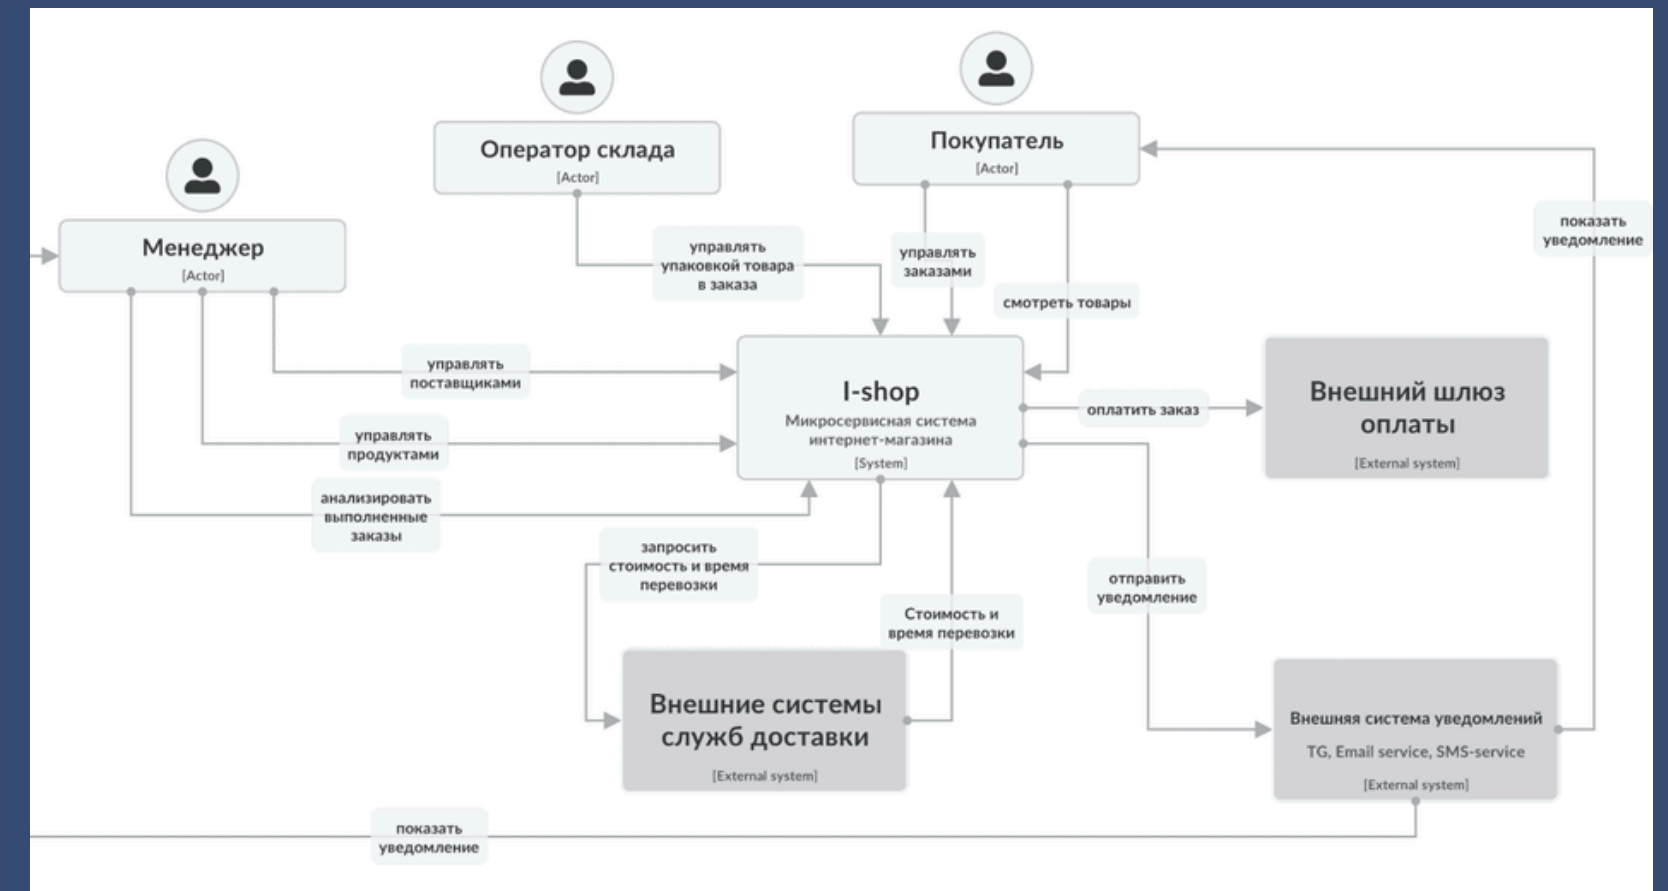 Покупатель
[Actor]
Оператор склада
[Actor]
Менеджер
[Actor]
показать
уведомление
управлять
упаковкой товара
в заказа
управлять
заказами
смотреть товары
управлять
поставщиками
I-shop
Микросервисная система
интернет-магазина
[System]
оплатить заказ
Внешний шлюз
оплаты
[External system]
управлять
продуктами
анализировать
выполненные
заказы
запросить
стоимость и время
перевозки
Стоимость и
время перевозки
отправить
уведомление
Внешние системы
служб доставки
[External system]
Внешняя система уведомлений
TG, Email service, SMS-service
[External system]
показать
уведомление